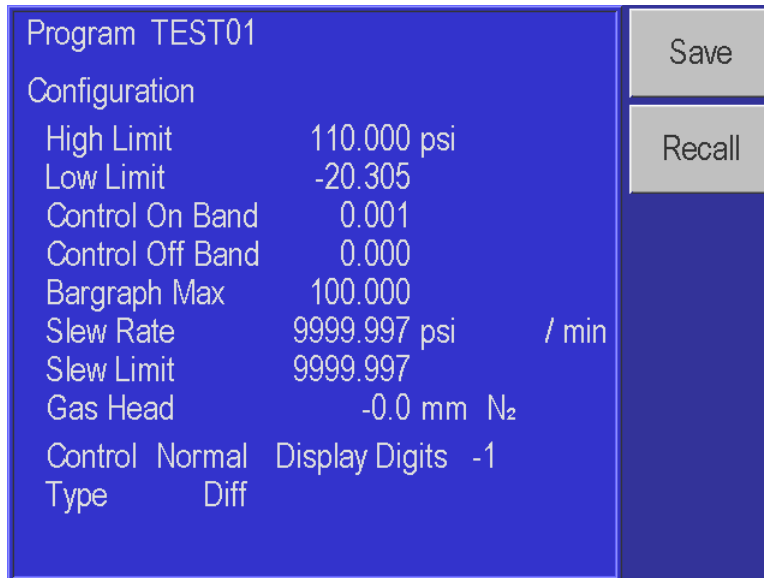 Program TEST01
Save
Configuration
Recall
High Limit 110.000 psi
Low Limit -20.305
Control On Band 0.001
Control Off Band 0.000
Bargraph Max 100.000
Slew Rate 9999.997 psi / min
Slew Limit 9999.997
Gas Head -0.0 mm N₂
Control Normal Display Digits -1
Type Diff